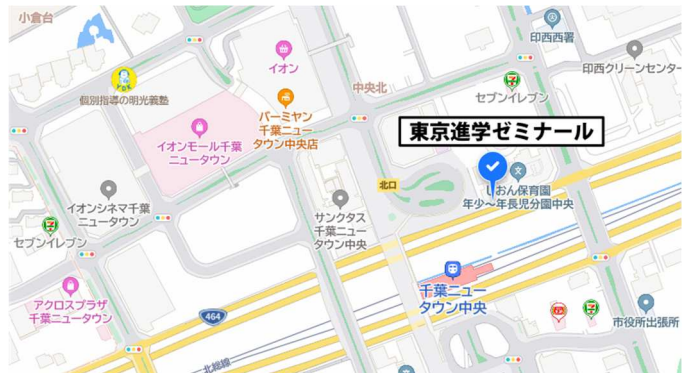 小倉台
印西西署
イオン
印西クリーンセンター
個別指導の明光義塾
中央北
セブンイレブン
バーミヤン
千葉ニュー
タウン中央店
東京進学ゼミナール
イオンモール千葉
ニュータウン
北口
しおん保育園
年少～年長児分園中央
イオンシネマ千葉
ニュータウン
サンクタス
千葉ニュー
タウン中央
セブンイレブン
千葉ニュー
タウン中央
アクロスプラザ
千葉ニュータウン
464
市役所出張所
北総線